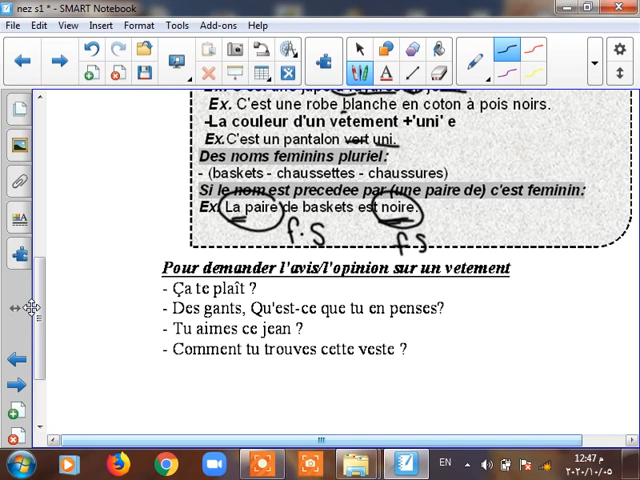 nez s1 * - SMART Notebook
File Edit View Insert Format Tools Add-ons Help
Ex. C'est une robe blanche en coton à pois noirs.
-La couleur d'un vetement +'uni' e
Ex.C'est un pantalon vert uni.
Des noms feminins pluriel:
- (baskets - chaussettes - chaussures)
Si le nom est precedee par (une paire de) c'est feminin:
Ex. La paire de baskets est noire.
f.S
f S
Pour demander l'avis/l'opinion sur un vetement
- Ça te plaît ?
- Des gants, Qu'est-ce que tu en penses?
- Tu aimes ce jean ?
- Comment tu trouves cette veste ?
EN
12:47 م
٢٠٢٠/١٠/٠٥